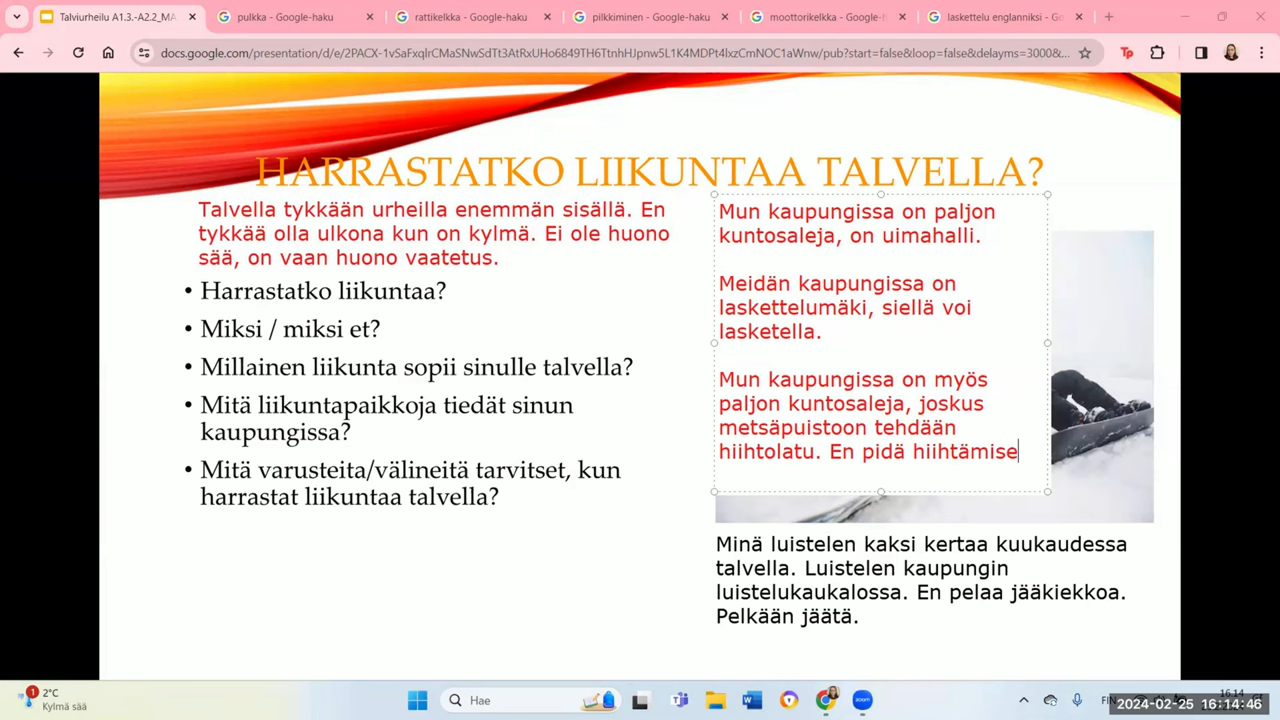 Talviurheilu A1.3.-A2.2_MA
pulkka - Google-haku
rattikelkka - Google-haku
pilkkiminen - Google-haku
moottorikelkka - Google-h
laskettelu englanniksi - Go
docs.google.com/presentation/d/e/2PACX-1vSaFxqlrCMaSNwSdTt3AtRxUHo6849TH6TtnhHJpnw5L1K4MDPt4lxzCmNOC1aWnw/pub?start=false&loop=false&delayms=3000&...
HARRASTATKO LIIKUNTAA TALVELLA?
Talvella tykkään urheilla enemmän sisällä. En
tykkää olla ulkona kun on kylmä. Ei ole huono
sää, on vaan huono vaatetus.
• Harrastatko liikuntaa?
• Miksi / miksi et?
• Millainen liikunta sopii sinulle talvella?
• Mitä liikuntapaikkoja tiedät sinun
kaupungissa?
• Mitä varusteita/välineitä tarvitset, kun
harrastat liikuntaa talvella?
Mun kaupungissa on paljon
kuntosaleja, on uimahalli.
Meidän kaupungissa on
laskettelumäki, siellä voi
lasketella.
Mun kaupungissa on myös
paljon kuntosaleja, joskus
metsäpuistoon tehdään
hiihtolatu. En pidä hiihtämise
Minä luistelen kaksi kertaa kuukaudessa
talvella. Luistelen kaupungin
luistelukaukalossa. En pelaa jääkiekkoa.
Pelkään jäätä.
1
2°C
Kylmä sää
Hae
zoom
FIN
16.14
2024-02-25 16:14:46